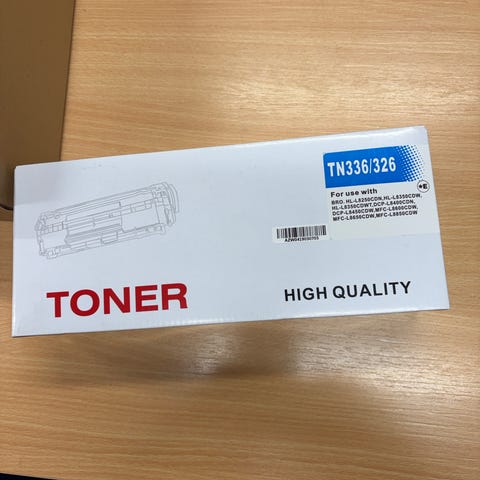 TN336/326
For use with
BRO. HL-L8250CDN,HL-L8350CDW,
HL-L8350CDWT,DCP-L8400CDN,
DCP-L8450CDW,MFC-L8600CDW,
MFC-L8650CDW,MFC-L8850CDW
TONER
HIGH QUALITY